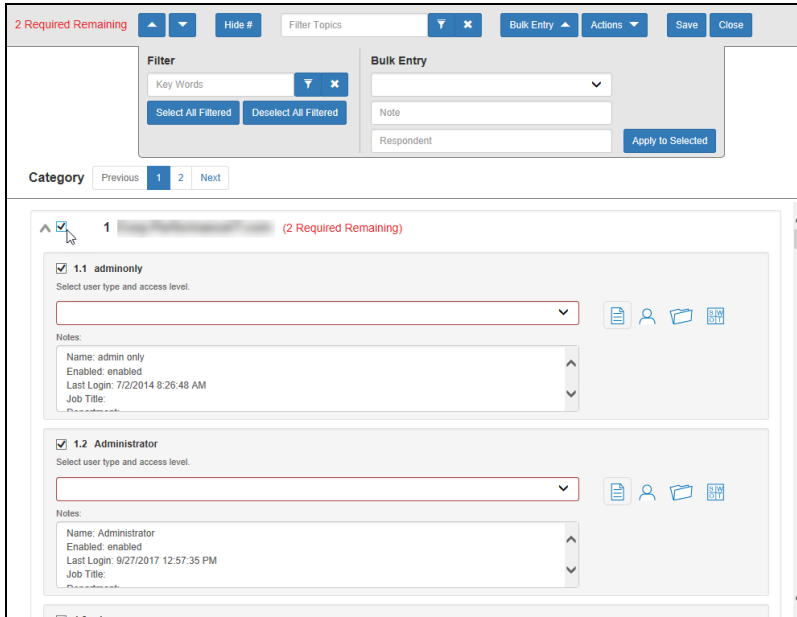 2 Required Remaining Hide # Filter Topics Bulk Entry Actions Save Close
Filter
Key Words
Select All Filtered Deselect All Filtered
Bulk Entry
Note
Respondent Apply to Selected
Category Previous 1 2 Next
1 (2 Required Remaining)
1.1 adminonly
Select user type and access level.
Notes:
Name: admin only
Enabled: enabled
Last Login: 7/2/2014 8:26:48 AM
Job Title:
Department:
1.2 Administrator
Select user type and access level.
Notes:
Name: Administrator
Enabled: enabled
Last Login: 9/27/2017 12:57:35 PM
Job Title:
Department: